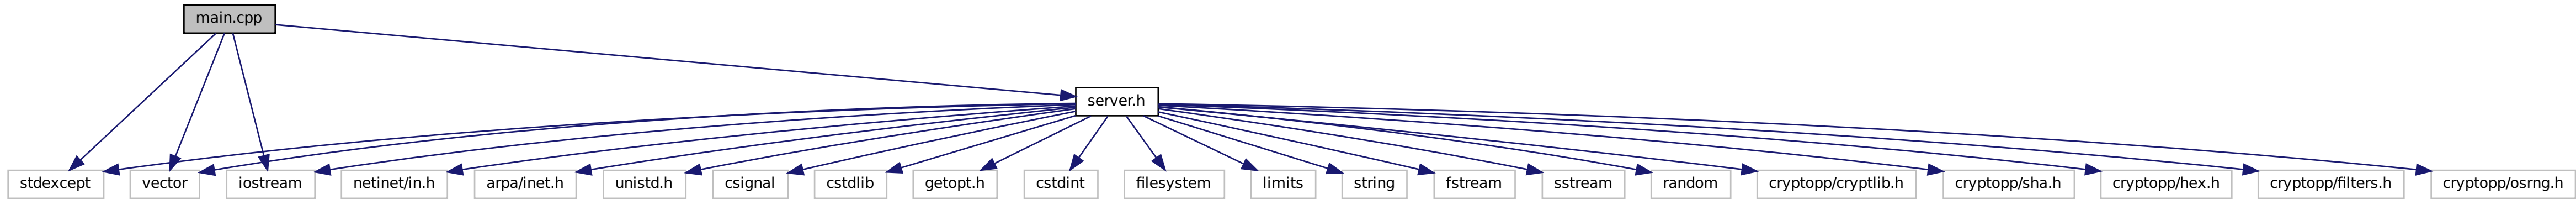 main.cpp
server.h
stdexcept
vector
iostream
netinet/in.h
arpa/inet.h
unistd.h
csignal
cstdlib
getopt.h
cstdint
filesystem
limits
string
fstream
sstream
random
cryptopp/cryptlib.h
cryptopp/sha.h
cryptopp/hex.h
cryptopp/filters.h
cryptopp/osrng.h